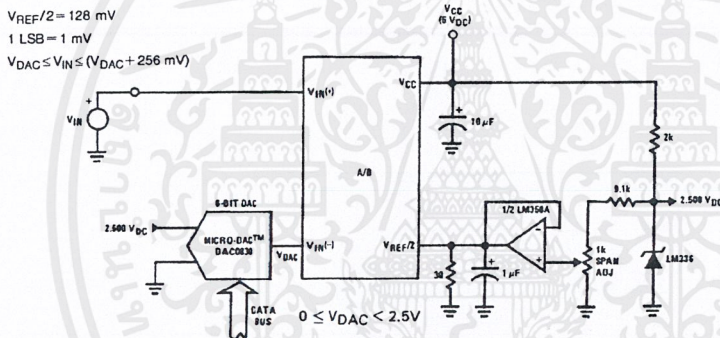 VREF/2 = 128 mV
1 LSB = 1 mV
VDAC ≤ VIN ≤ (VDAC + 256 mV)
VCC
(5 VDC)
VCC
VIN(+)
+
VIN
10 µF
+
2k
A/D
9.1k
2.500 VDC
8-BIT DAC
1/2 LM358A
2.500 VDC
MICRO-DAC™
DAC0830
VDAC
VIN(−)
VREF/2
−
+
1k
SPAN
ADJ
LM336
+
1 µF
DATA
BUS
0 ≤ VDAC < 2.5V